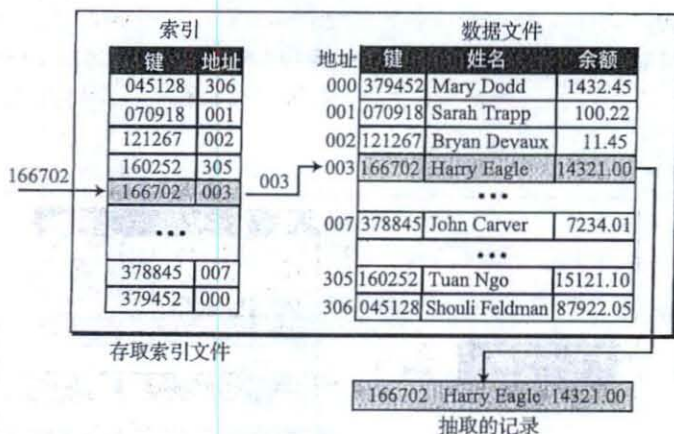 索引
键 地址
045128 306
070918 001
121267 002
160252 305
166702 003
•••
378845 007
379452 000
存取索引文件
166702
003
数据文件
地址 键 姓名 余额
000 379452 Mary Dodd 1432.45
001 070918 Sarah Trapp 100.22
002 121267 Bryan Devaux 11.45
003 166702 Harry Eagle 14321.00
•••
007 378845 John Carver 7234.01
•••
305 160252 Tuan Ngo 15121.10
306 045128 Shouli Feldman 87922.05
166702 Harry Eagle 14321.00
抽取的记录